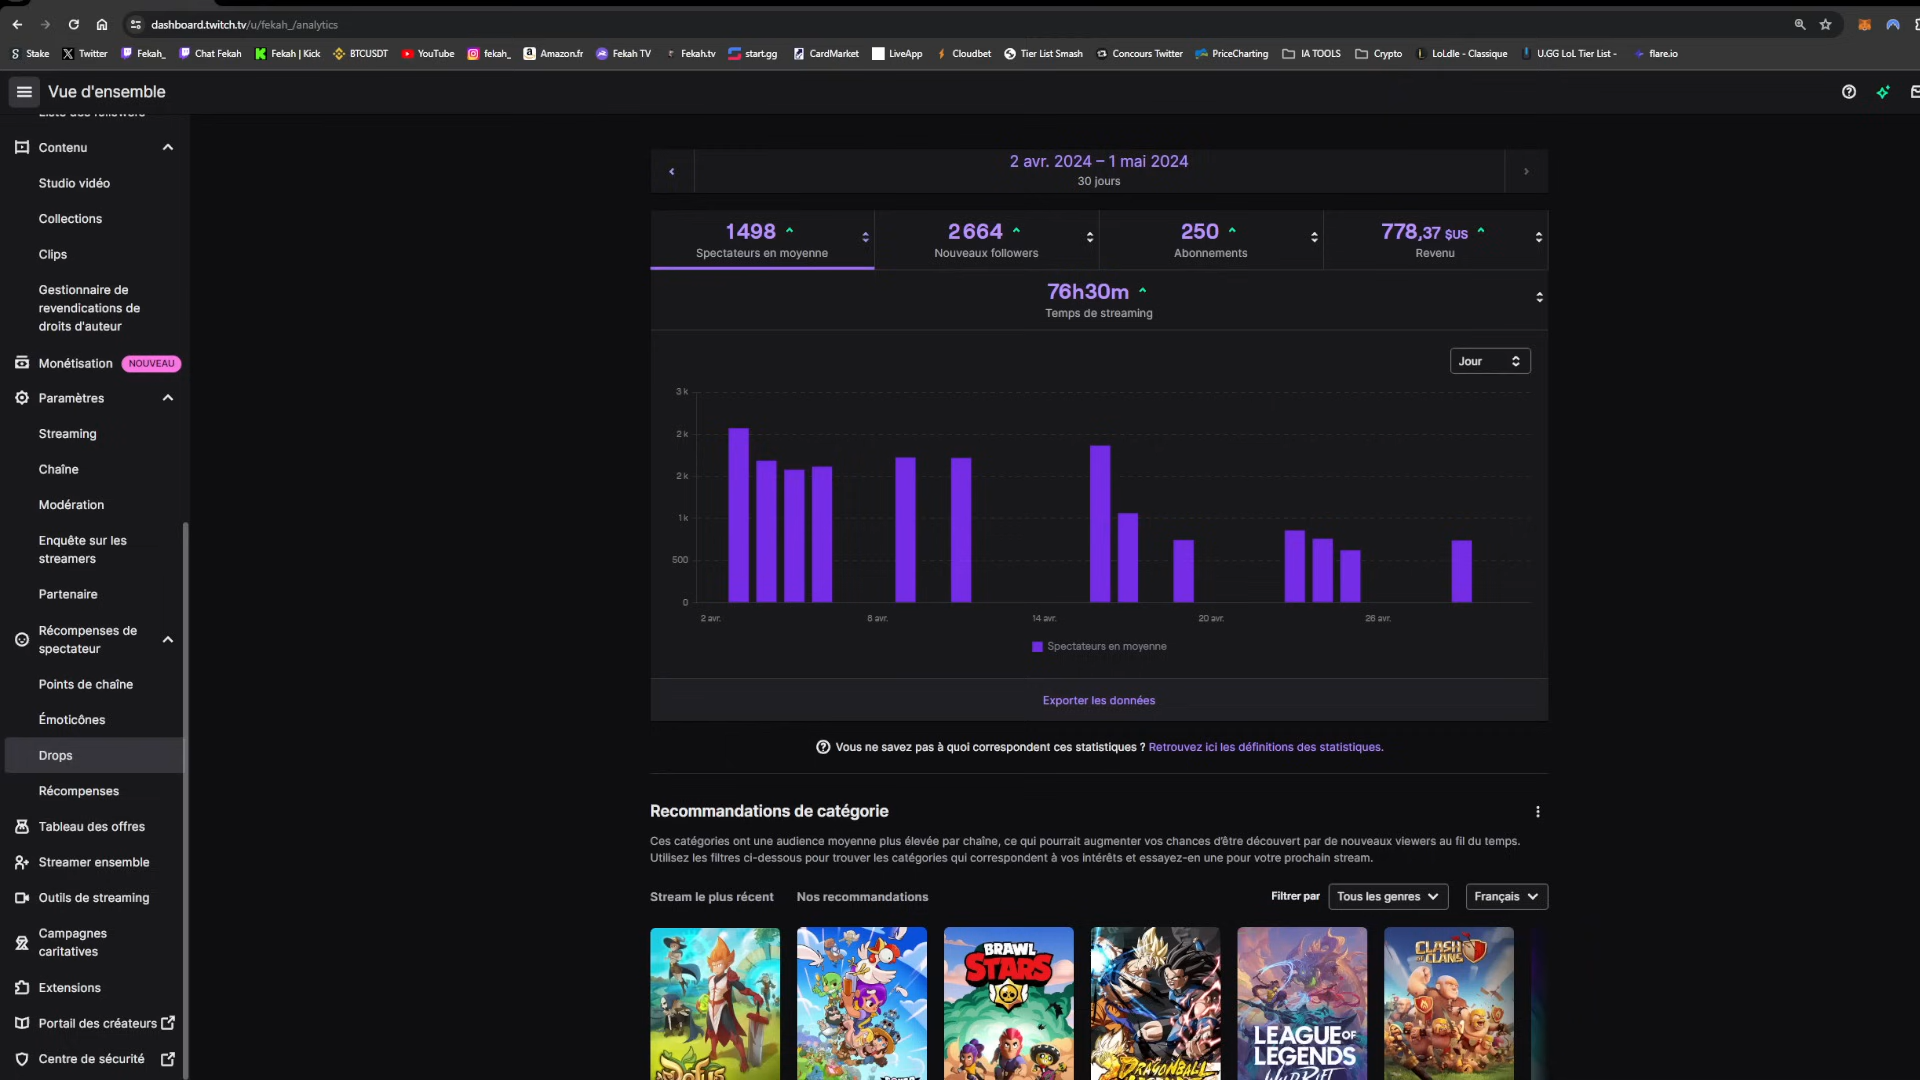 dashboard.twitch.tv/u/fekah_/analytics
Stake
Twitter
Fekah_
Chat Fekah
Fekah | Kick
BTCUSDT
YouTube
fekah_
Amazon.fr
Fekah TV
Fekah.tv
start.gg
CardMarket
LiveApp
Cloudbet
Tier List Smash
Concours Twitter
PriceCharting
IA TOOLS
Crypto
LoLdle - Classique
U.GG LoL Tier List -
flare.io
Vue d'ensemble
Liste des followers
Contenu
Studio vidéo
Collections
Clips
Gestionnaire de
revendications de
droits d'auteur
Monétisation NOUVEAU
Paramètres
Streaming
Chaîne
Modération
Enquête sur les
streamers
Partenaire
Récompenses de
spectateur
Points de chaîne
Émoticônes
Drops
Récompenses
Tableau des offres
Streamer ensemble
Outils de streaming
Campagnes
caritatives
Extensions
Portail des créateurs
Centre de sécurité
2 avr. 2024 – 1 mai 2024
30 jours
1498
Spectateurs en moyenne
2 664
Nouveaux followers
250
Abonnements
778,37 $US
Revenu
76h30m
Temps de streaming
Jour
3 k
2 k
2 k
1 k
500
0
2 avr.
8 avr.
14 avr.
20 avr.
26 avr.
Spectateurs en moyenne
Exporter les données
Vous ne savez pas à quoi correspondent ces statistiques ? Retrouvez ici les définitions des statistiques.
Recommandations de catégorie
Ces catégories ont une audience moyenne plus élevée par chaîne, ce qui pourrait augmenter vos chances d'être découvert par de nouveaux viewers au fil du temps.
Utilisez les filtres ci-dessous pour trouver les catégories qui correspondent à vos intérêts et essayez-en une pour votre prochain stream.
Stream le plus récent
Nos recommandations
Filtrer par
Tous les genres
Français
DOFUS
BRAWL
STARS
DRAGONBALL
LEAGUE OF
LEGENDS
WILD RIFT
CLASH
OF
CLANS